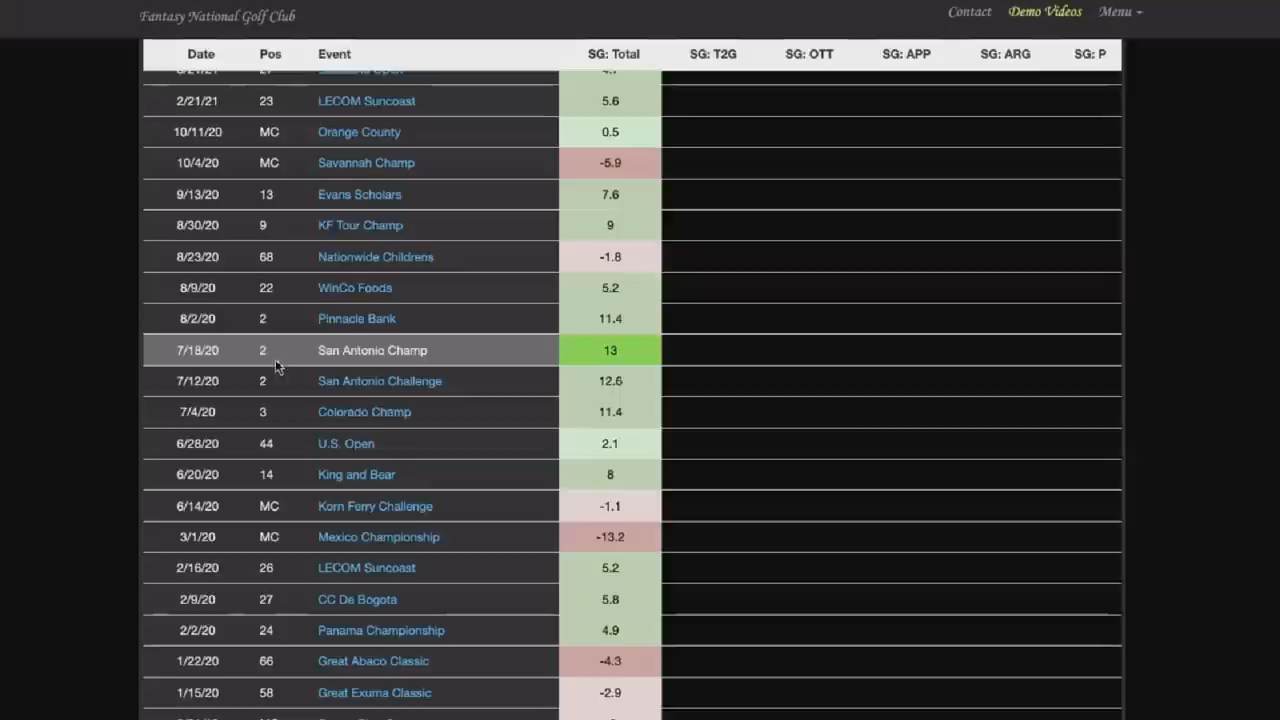 Fantasy National Golf Club Contact Demo Videos Menu
Date Pos Event SG: Total SG: T2G SG: OTT SG: APP SG: ARG SG: P
2/21/21 23 LECOM Suncoast 5.6
10/11/20 MC Orange County 0.5
10/4/20 MC Savannah Champ -5.9
9/13/20 13 Evans Scholars 7.6
8/30/20 9 KF Tour Champ 9
8/23/20 68 Nationwide Childrens -1.8
8/9/20 22 WinCo Foods 5.2
8/2/20 2 Pinnacle Bank 11.4
7/18/20 2 San Antonio Champ 13
7/12/20 2 San Antonio Challenge 12.6
7/4/20 3 Colorado Champ 11.4
6/28/20 44 U.S. Open 2.1
6/20/20 14 King and Bear 8
6/14/20 MC Korn Ferry Challenge -1.1
3/1/20 MC Mexico Championship -13.2
2/16/20 26 LECOM Suncoast 5.2
2/9/20 27 CC De Bogota 5.8
2/2/20 24 Panama Championship 4.9
1/22/20 66 Great Abaco Classic -4.3
1/15/20 58 Great Exuma Classic -2.9